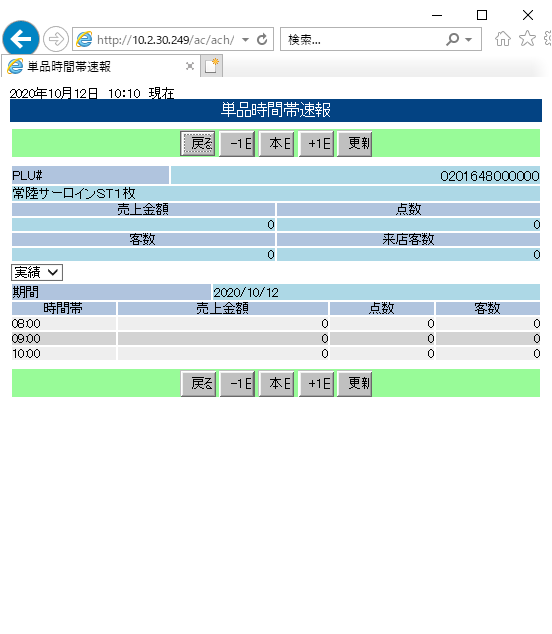 http://10.2.30.249/ac/ach/
検索...
単品時間帯速報
2020年10月12日 10:10 現在
単品時間帯速報
戻る -1日 本日 +1日 更新
PLU# 0201648000000
常陸サーロインST1枚
売上金額 点数
0 0
客数 来店客数
0 0
実績
期間 2020/10/12
時間帯 売上金額 点数 客数
08:00 0 0 0
09:00 0 0 0
10:00 0 0 0
戻る -1日 本日 +1日 更新